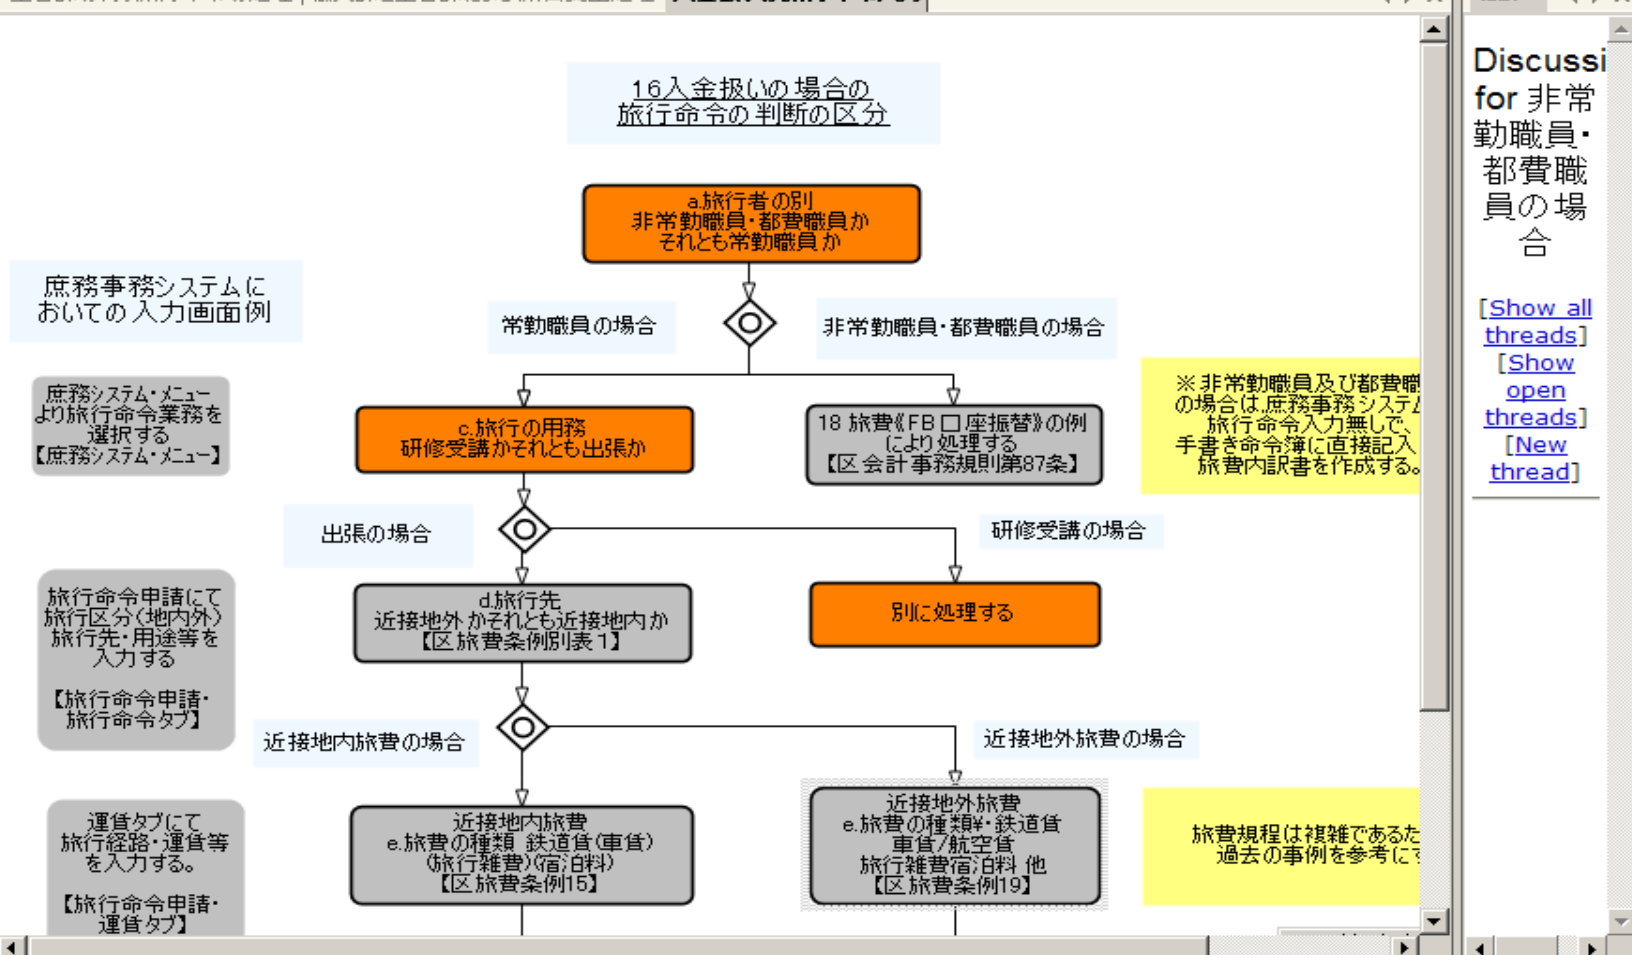 16入金扱いの場合の
旅行命令の判断の区分
a.旅行者の別
非常勤職員・都費職員か
それとも常勤職員か
庶務事務システムに
おいての入力画面例
常勤職員の場合
非常勤職員・都費職員の場合
庶務システム・メニュー
より旅行命令業務を
選択する
【庶務システム・メニュー】
c.旅行の用務
研修受講かそれとも出張か
18 旅費《FB口座振替》の例
により処理する
【区会計事務規則第87条】
※非常勤職員及び都費職
の場合は、庶務事務システム
旅行命令入力無しで、
手書き命令簿に直接記入
旅費内訳書を作成する。
出張の場合
研修受講の場合
旅行命令申請にて
旅行区分(地内外)
旅行先・用途等を
入力する
【旅行命令申請・
旅行命令タブ】
d.旅行先
近接地外かそれとも近接地内か
【区旅費条例別表1】
別に処理する
近接地内旅費の場合
近接地外旅費の場合
運賃タブにて
旅行経路・運賃等
を入力する。
【旅行命令申請・
運賃タブ】
近接地内旅費
e.旅費の種類 鉄道賃(車賃)
(旅行雑費)(宿泊料)
【区旅費条例15】
近接地外旅費
e.旅費の種類¥・鉄道賃
車賃/航空賃
旅行雑費宿泊料 他
【区旅費条例19】
旅費規程は複雑であるた
過去の事例を参考にす
Discussi
for 非常
勤職員・
都費職
員の場
合
[Show all
threads]
[Show
open
threads]
[New
thread]